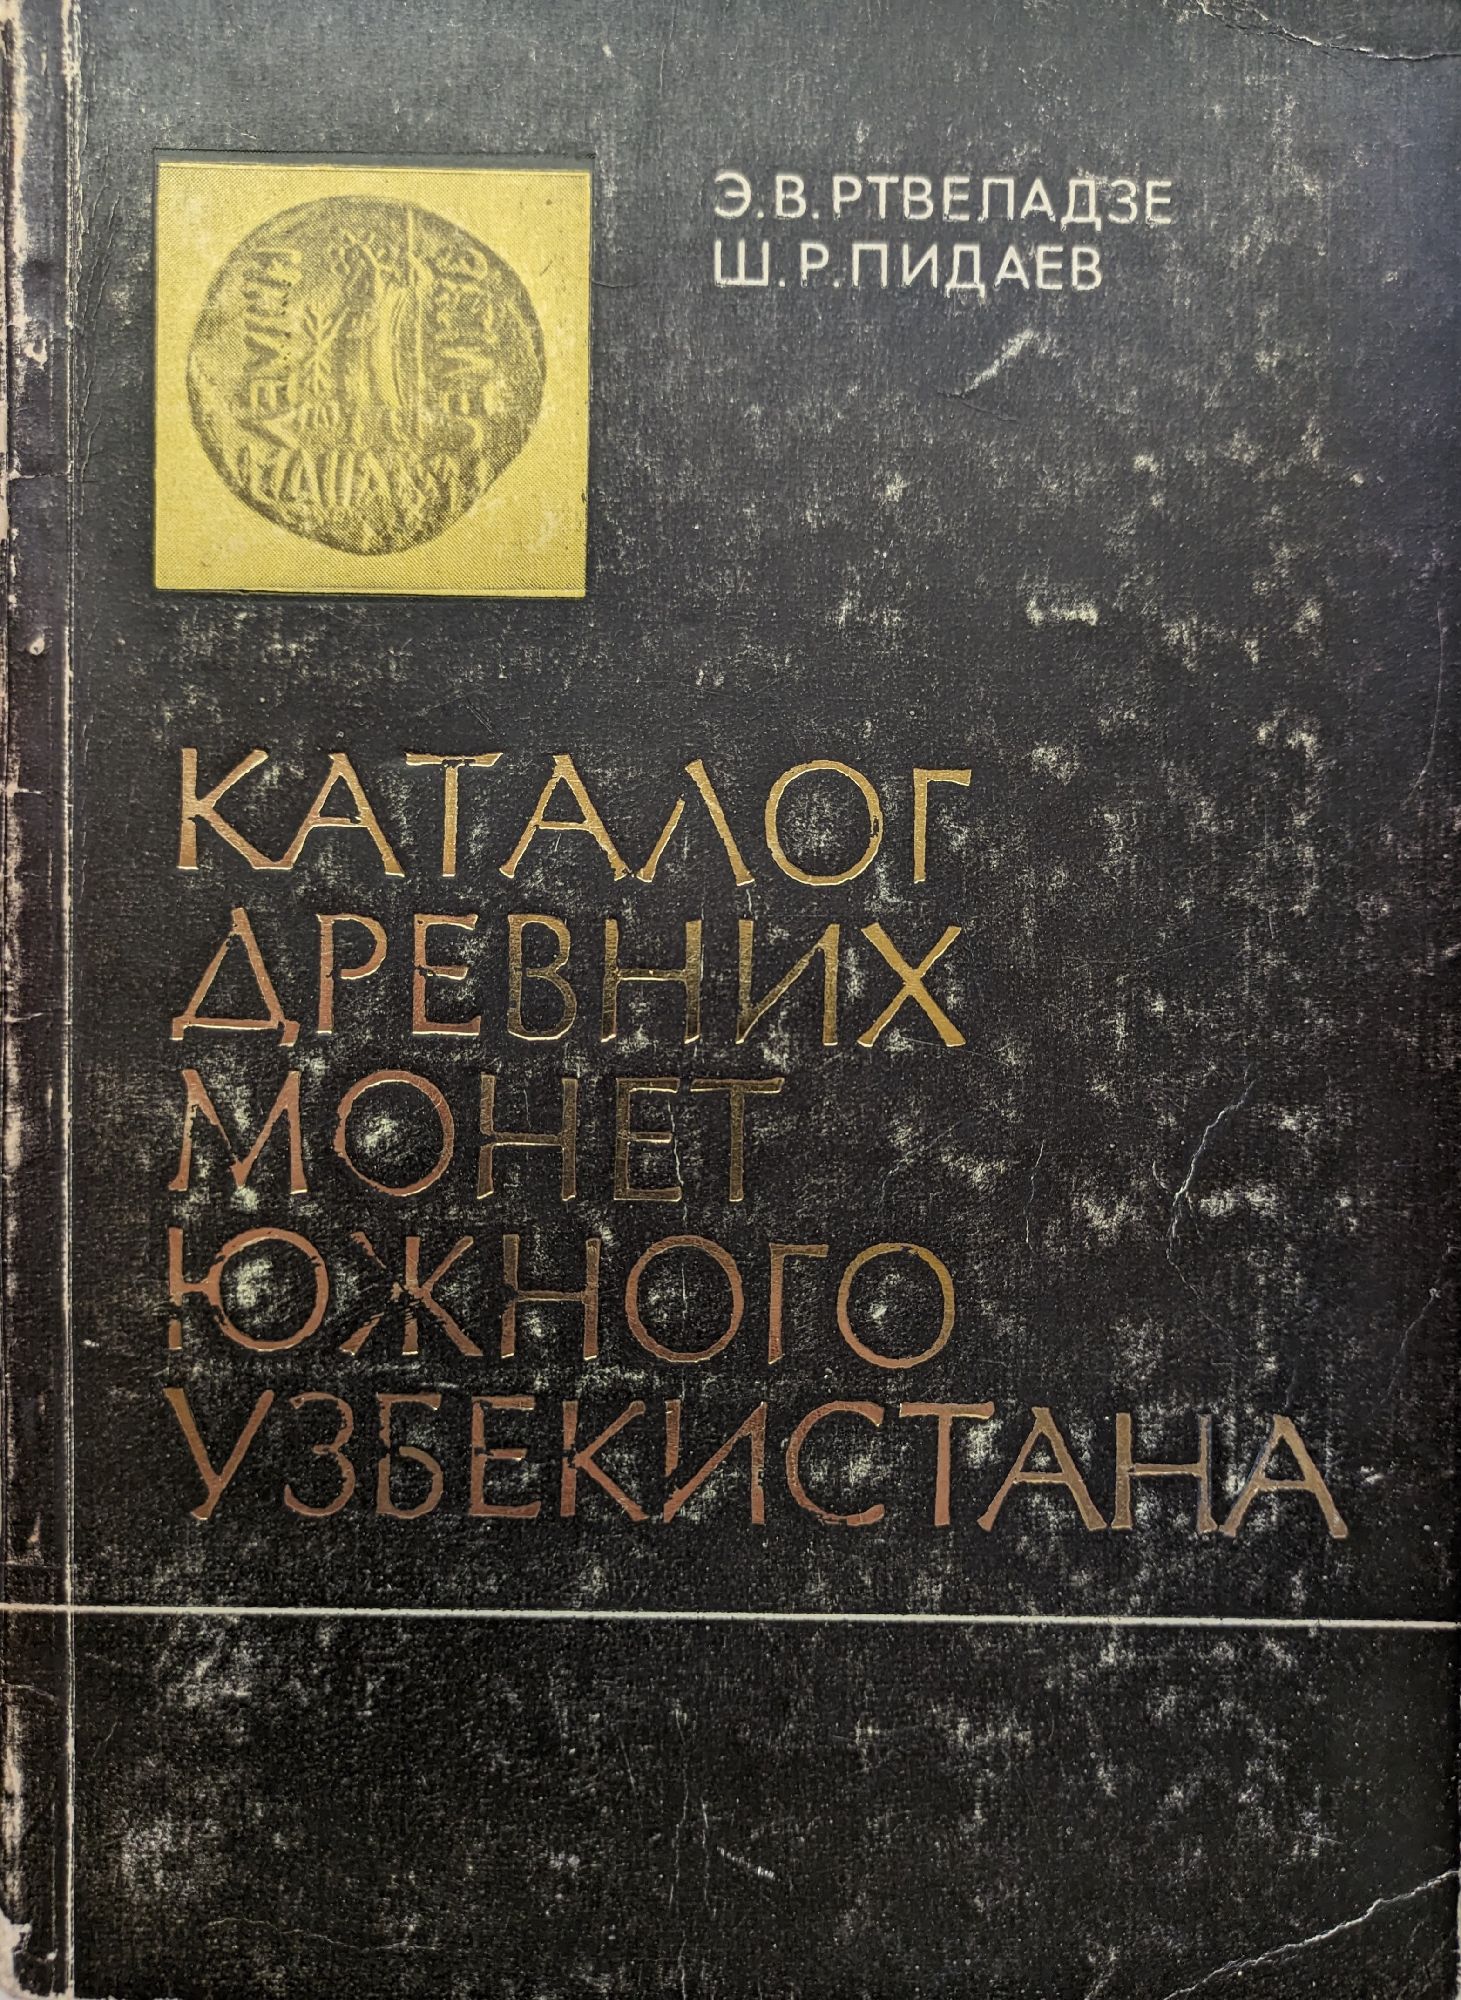 Э.В.РТВЕЛАДЗЕ
Ш.Р.ПИДАЕВ
КАТАЛОГ
ДРЕВНИХ
МОНЕТ
ЮЖНОГО
УЗБЕКИСТАНА